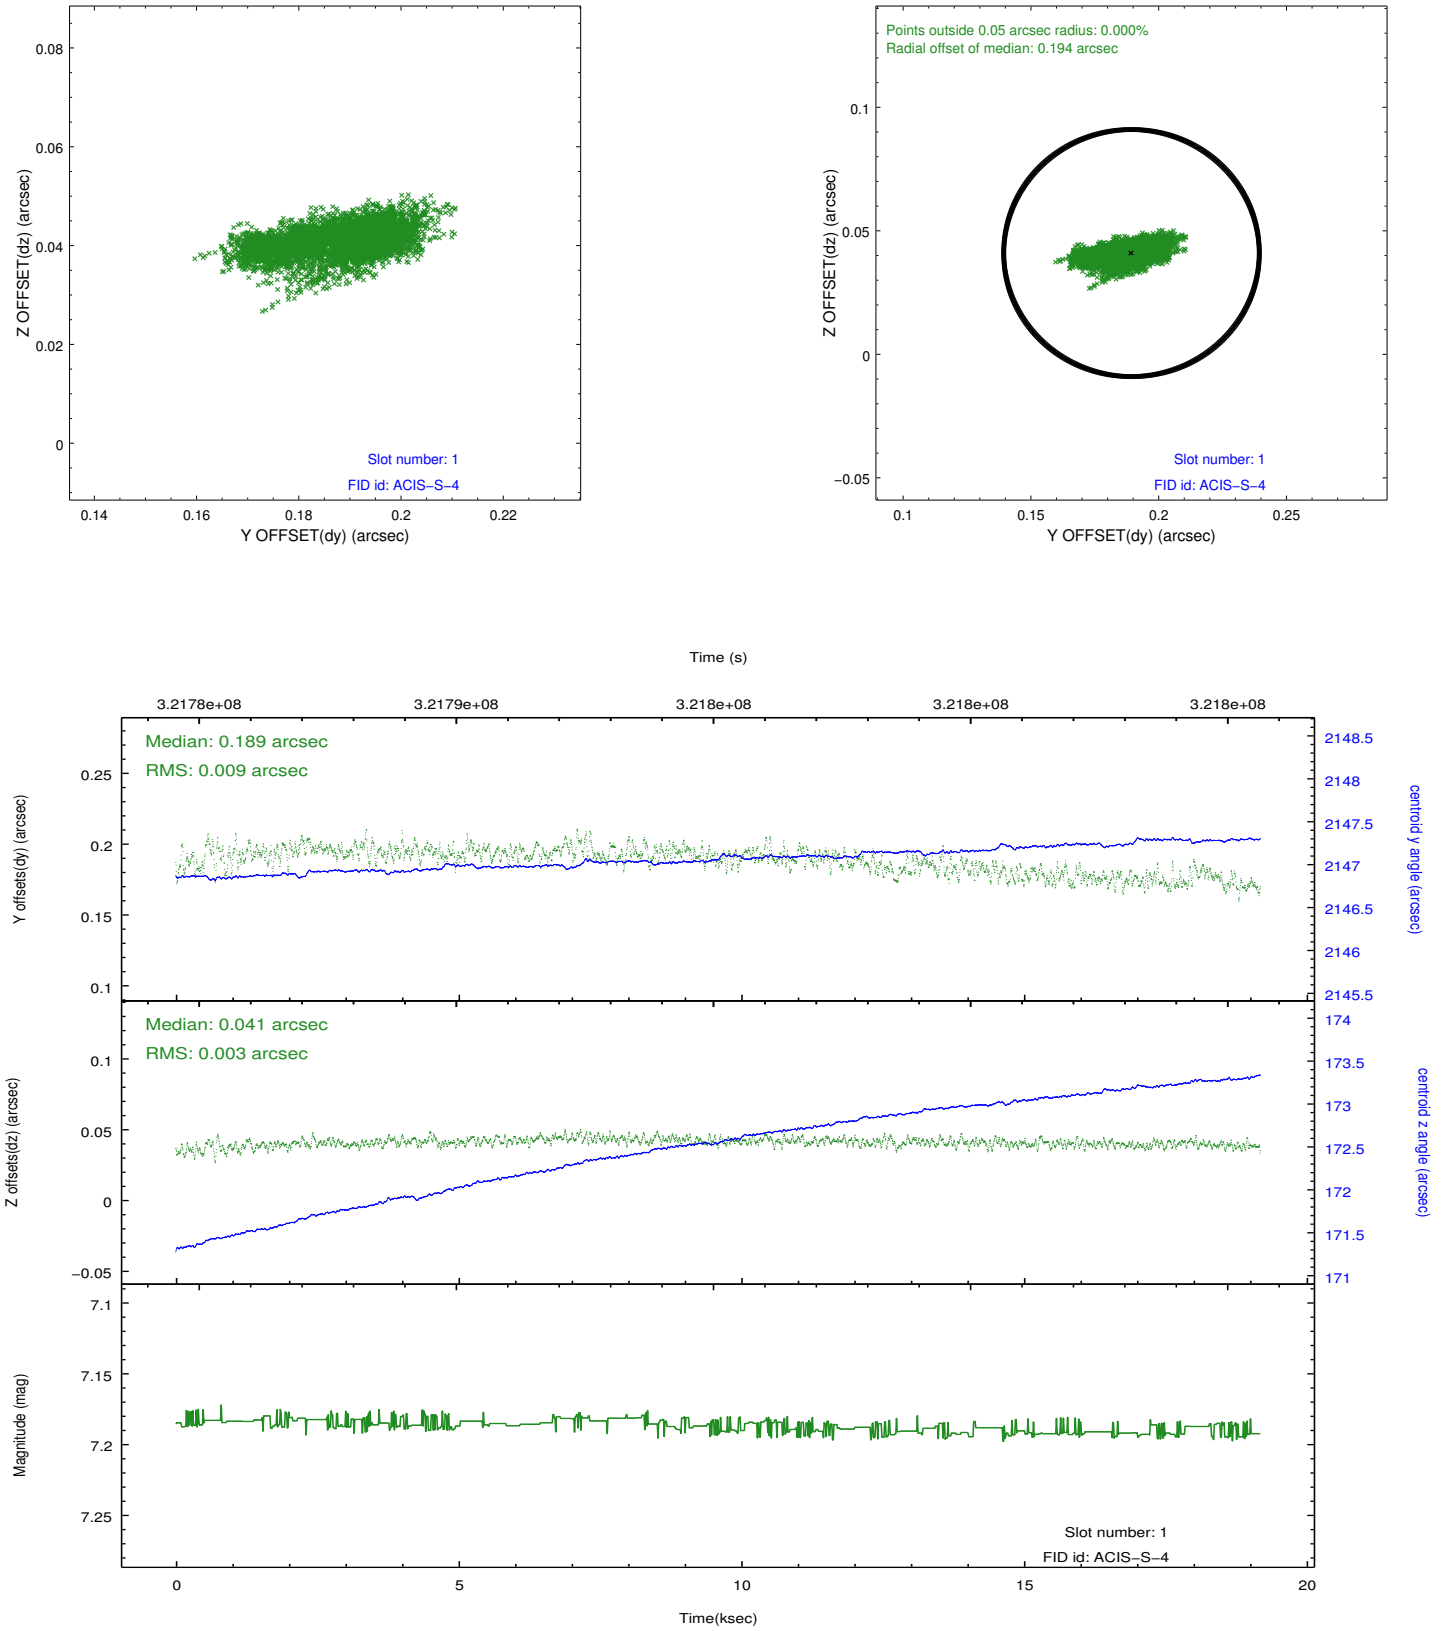 0.08
0.06
0.04
0.02
0
Z OFFSET(dz) (arcsec)
Slot number: 1
FID id: ACIS−S−4
0.14 0.16 0.18 0.2 0.22
Y OFFSET(dy) (arcsec)
Points outside 0.05 arcsec radius: 0.000%
Radial offset of median: 0.194 arcsec
0.1
0.05
0
−0.05
Z OFFSET(dz) (arcsec)
Slot number: 1
FID id: ACIS−S−4
0.1 0.15 0.2 0.25
Y OFFSET(dy) (arcsec)
Time (s)
3.2178e+08 3.2179e+08 3.218e+08 3.218e+08 3.218e+08
Median: 0.189 arcsec
RMS: 0.009 arcsec
0.25
0.2
0.15
0.1
Y offsets(dy) (arcsec)
2148.5
2148
2147.5
2147
2146.5
2146
2145.5
centroid y angle (arcsec)
Median: 0.041 arcsec
RMS: 0.003 arcsec
0.1
0.05
0
−0.05
Z offsets(dz) (arcsec)
174
173.5
173
172.5
172
171.5
171
centroid z angle (arcsec)
7.1
7.15
7.2
7.25
Magnitude (mag)
Slot number: 1
FID id: ACIS−S−4
0 5 10 15 20
Time(ksec)